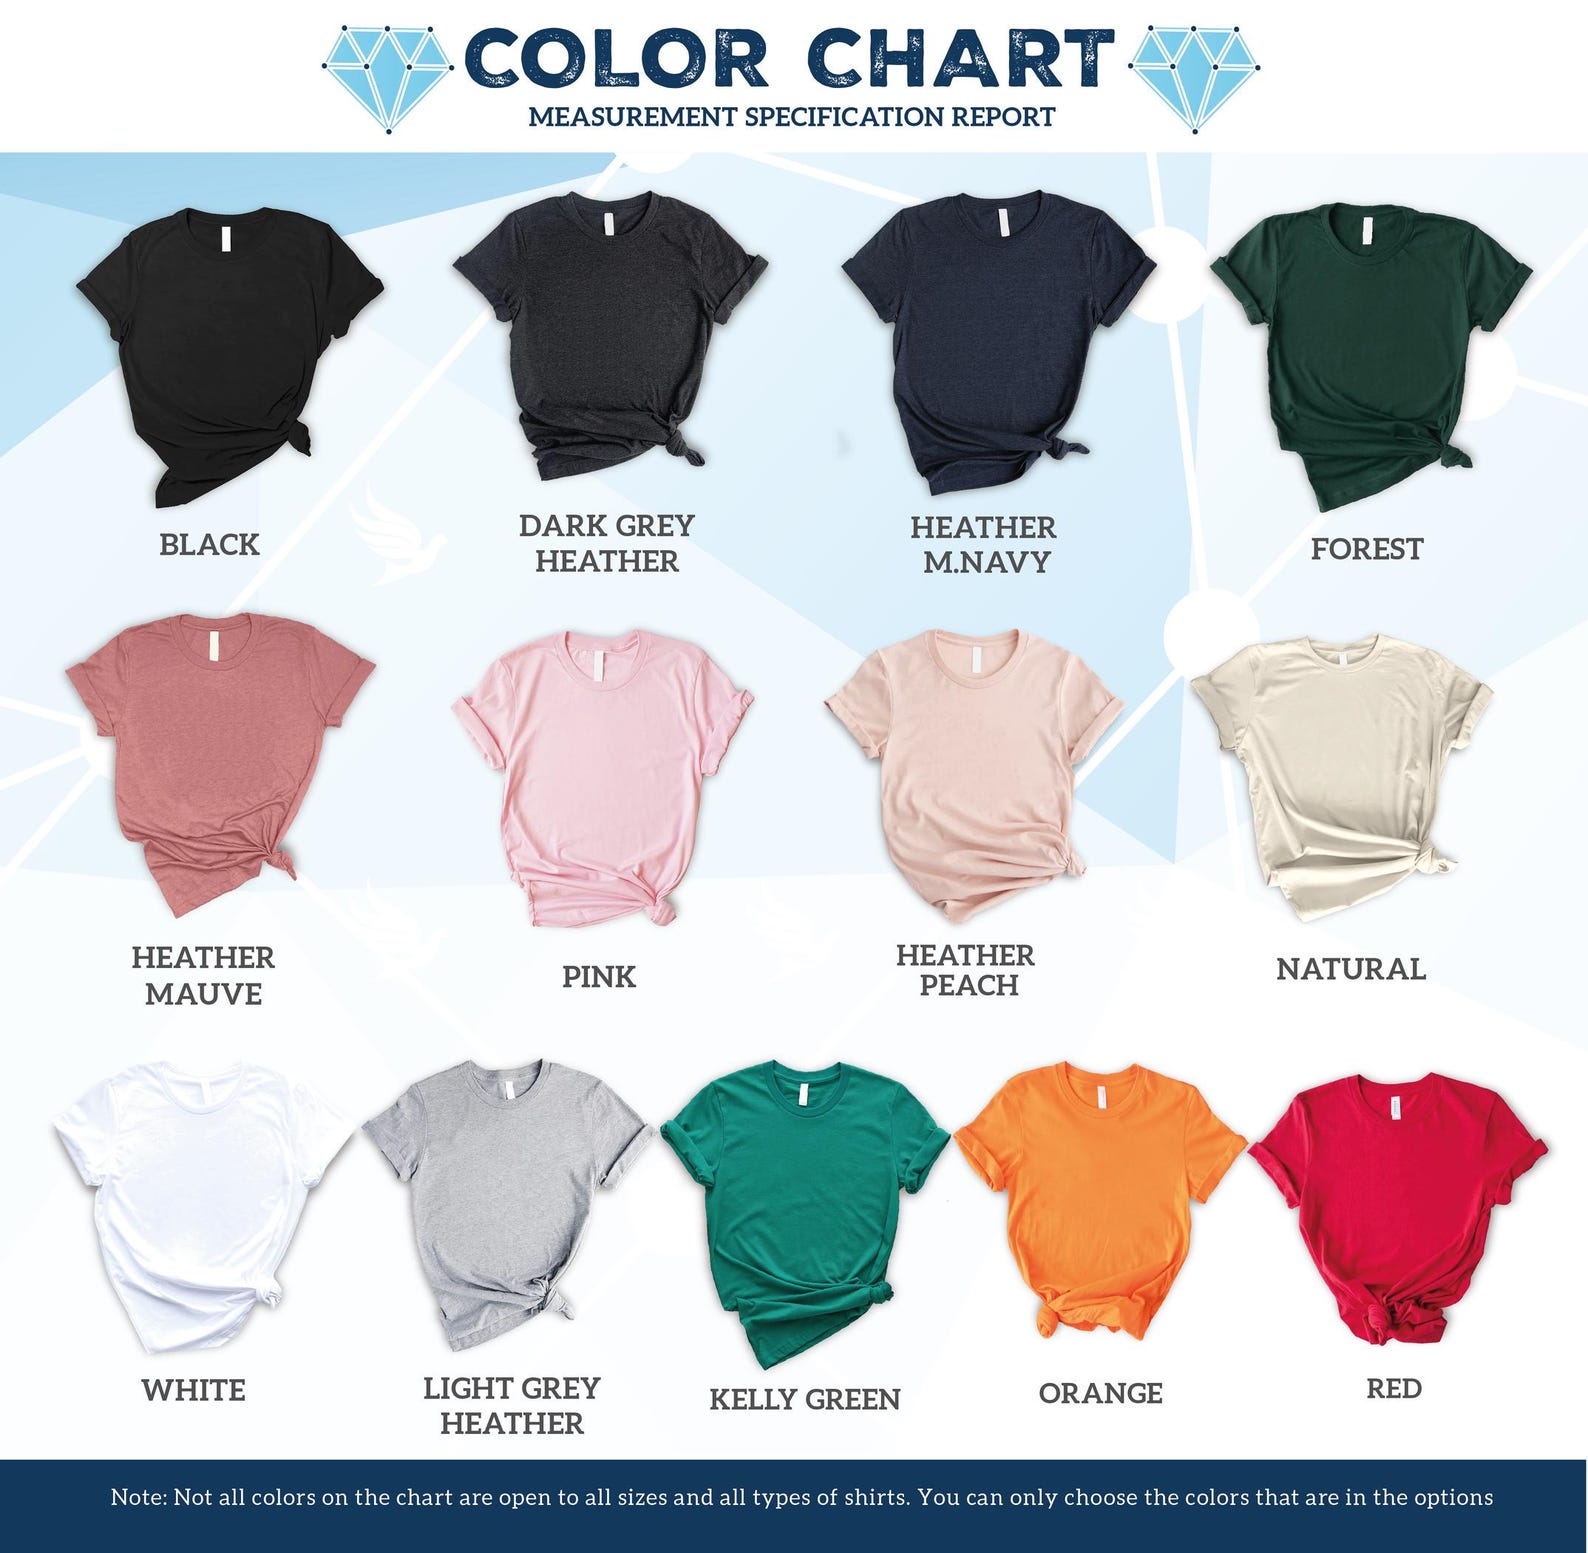 COLOR CHART
MEASUREMENT SPECIFICATION REPORT
BLACK
DARK GREY
HEATHER
HEATHER
M.NAVY
FOREST
HEATHER
MAUVE
PINK
HEATHER
PEACH
NATURAL
WHITE
LIGHT GREY
HEATHER
KELLY GREEN
ORANGE
RED
Note: Not all colors on the chart are open to all sizes and all types of shirts. You can only choose the colors that are in the options